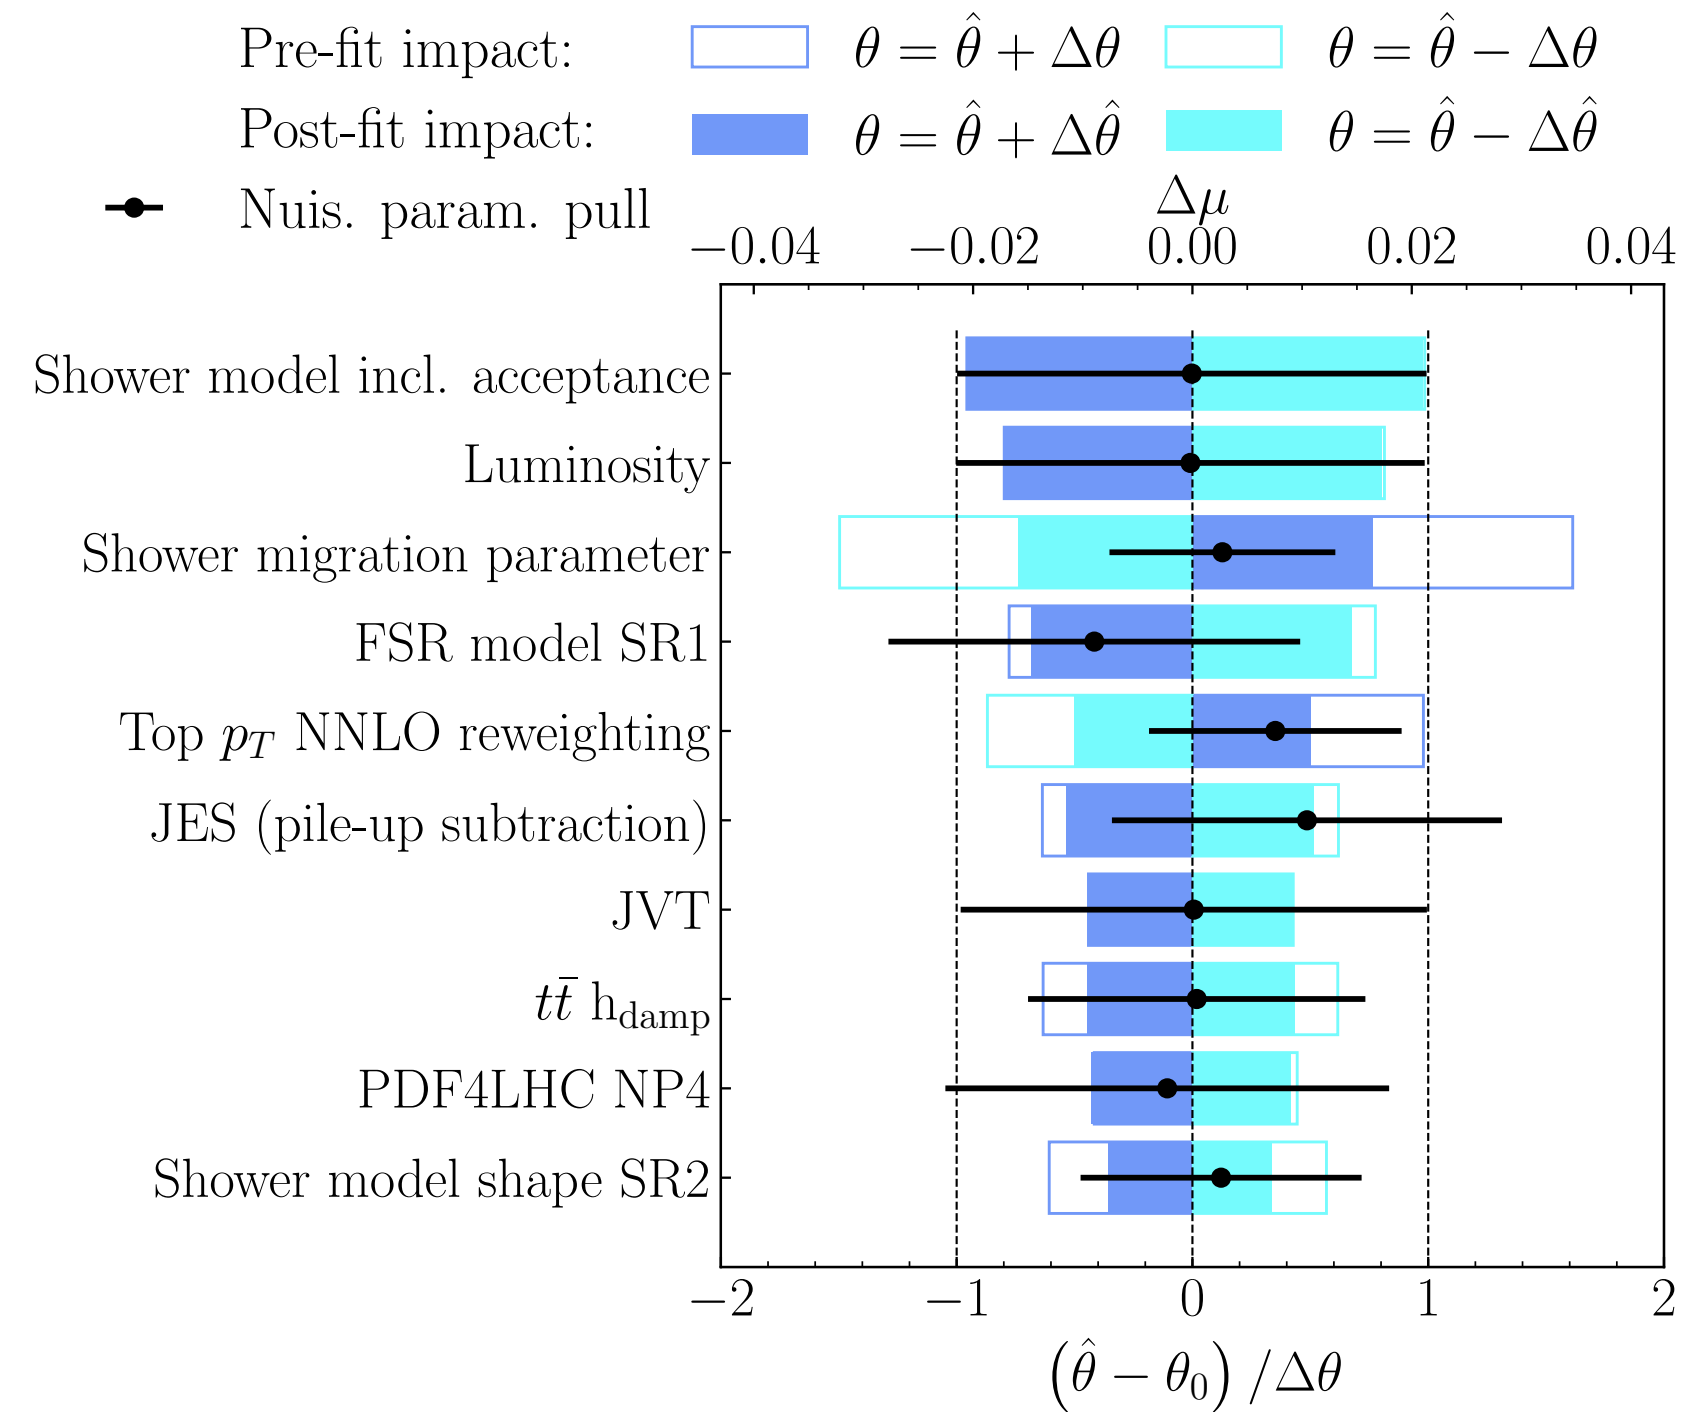 Pre-fit impact: θ = θ̂ + Δθ θ = θ̂ − Δθ
Post-fit impact: θ = θ̂ + Δθ̂ θ = θ̂ − Δθ̂
Nuis. param. pull
Δμ
−0.04 −0.02 0.00 0.02 0.04
Shower model incl. acceptance
Luminosity
Shower migration parameter
FSR model SR1
Top p_T NNLO reweighting
JES (pile-up subtraction)
JVT
tt̄ h_damp
PDF4LHC NP4
Shower model shape SR2
−2 −1 0 1 2
(θ̂ − θ₀) /Δθ